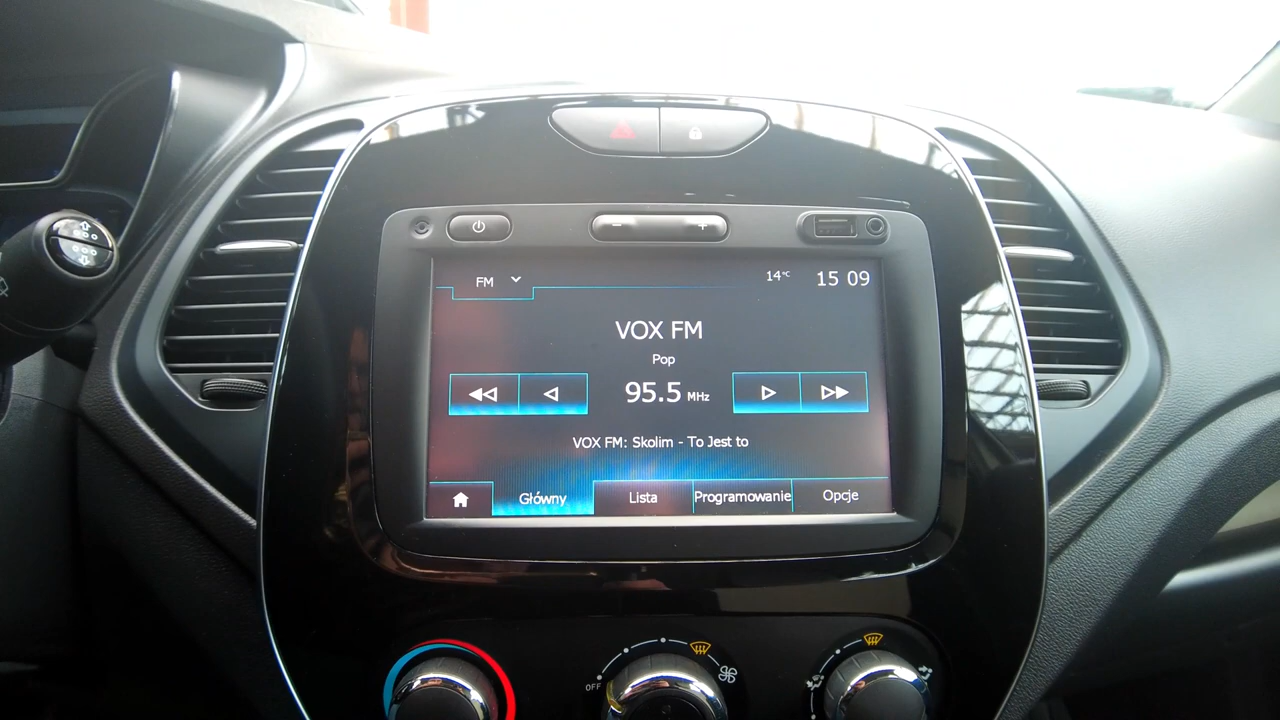 FM
14°C
15 09
VOX FM
Pop
95.5 MHz
VOX FM: Skolim - To Jest to
Główny
Lista
Programowanie
Opcje
OFF